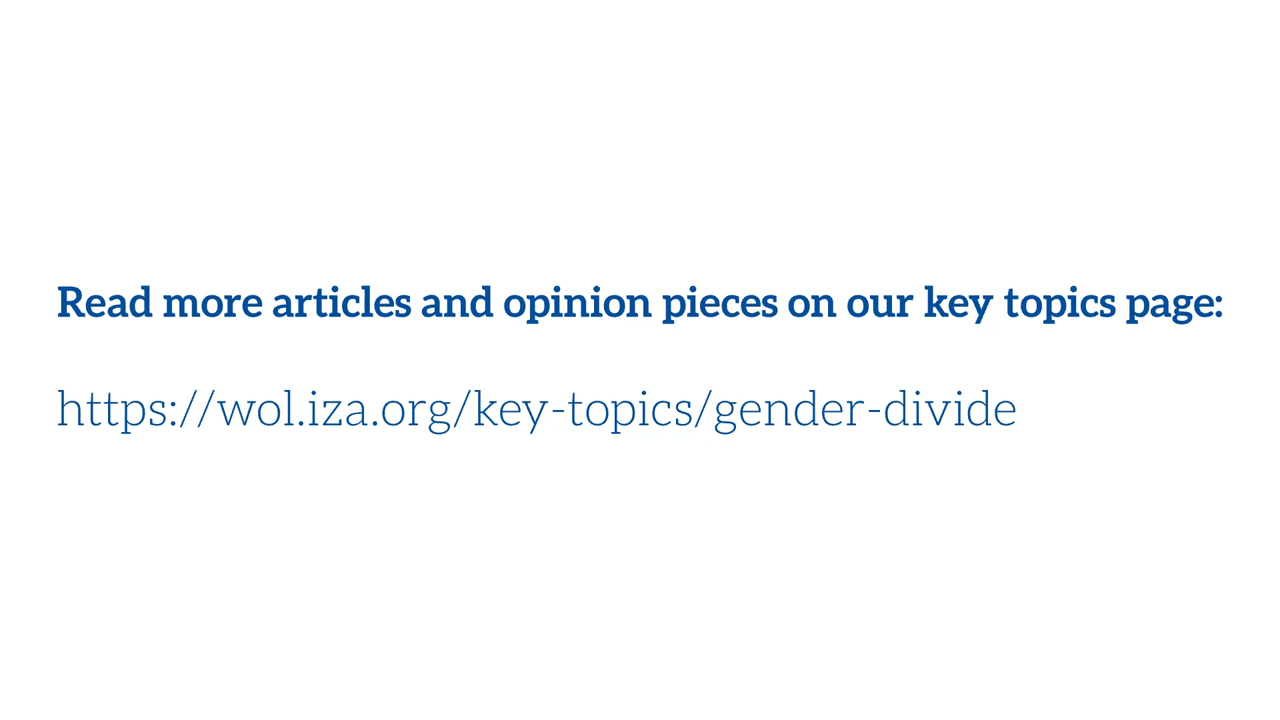 Read more articles and opinion pieces on our key topics page:
https://wol.iza.org/key-topics/gender-divide